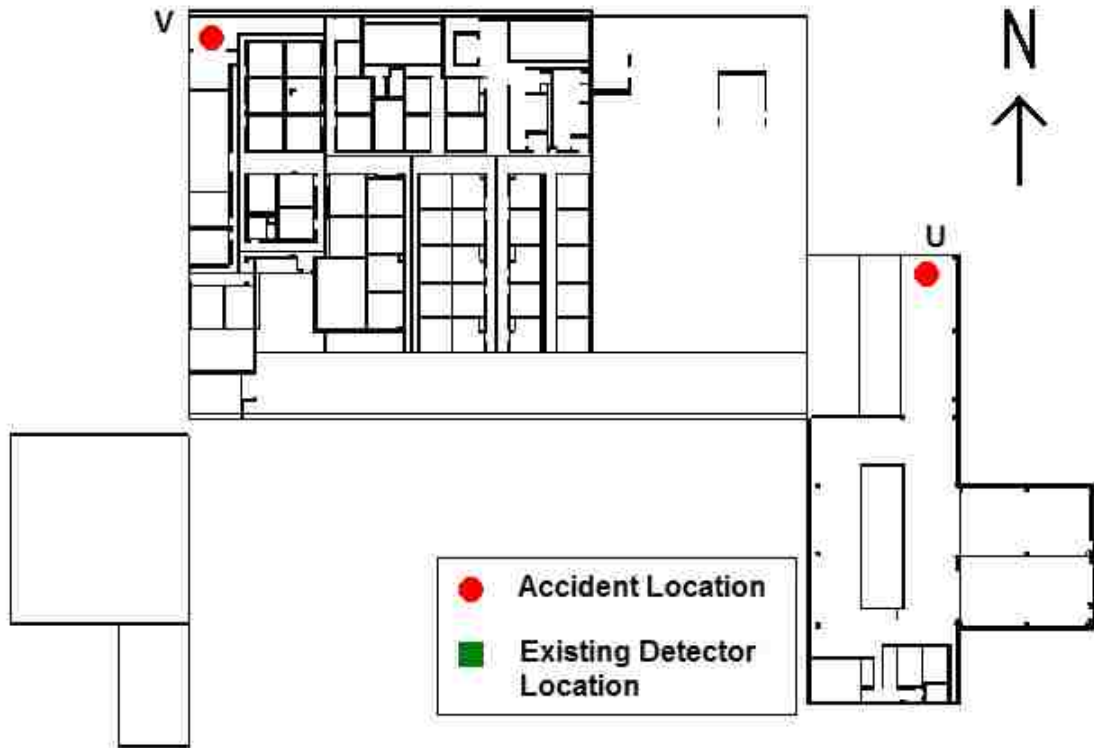 V
N
U
Accident Location
Existing Detector
Location